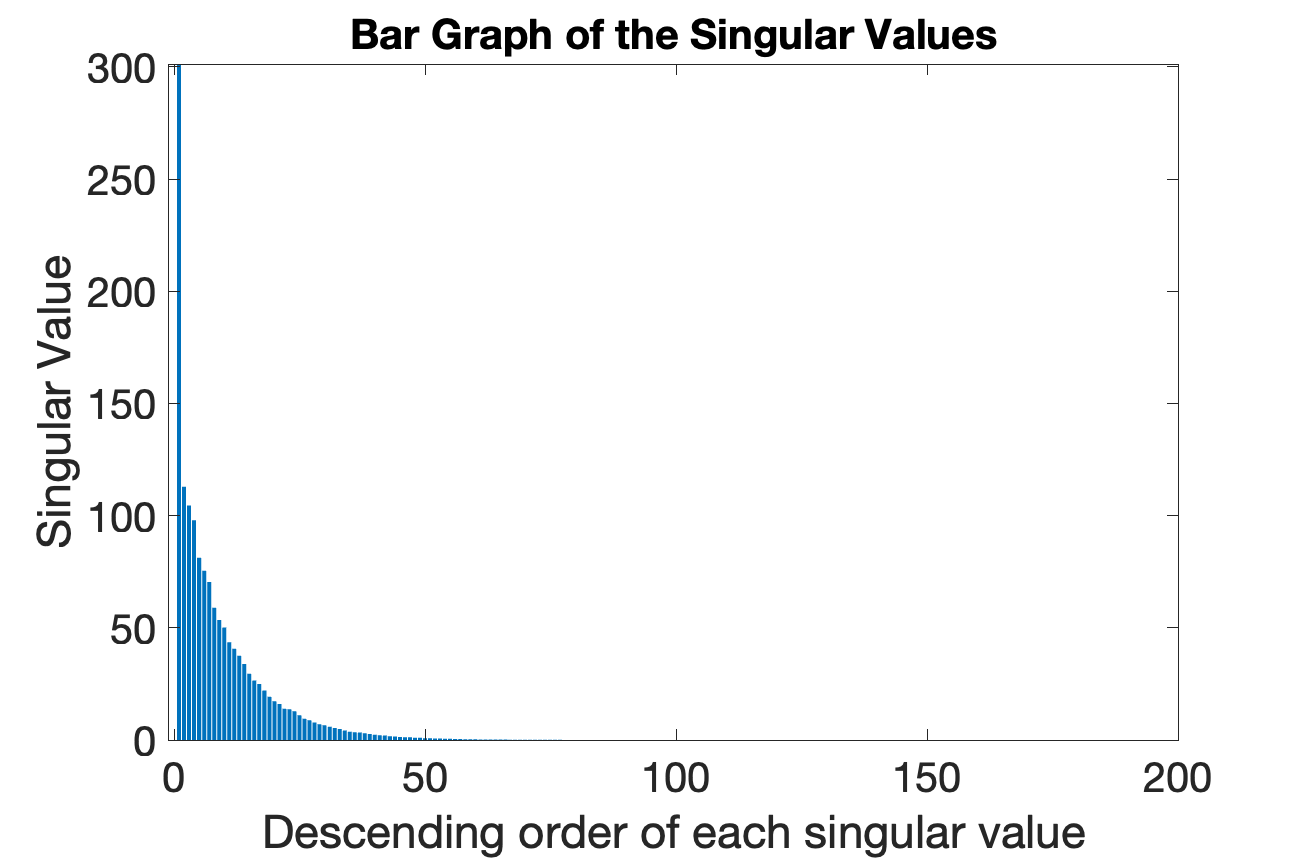 Bar Graph of the Singular Values
300
250
200
150
100
50
0
Singular Value
0 50 100 150 200
Descending order of each singular value